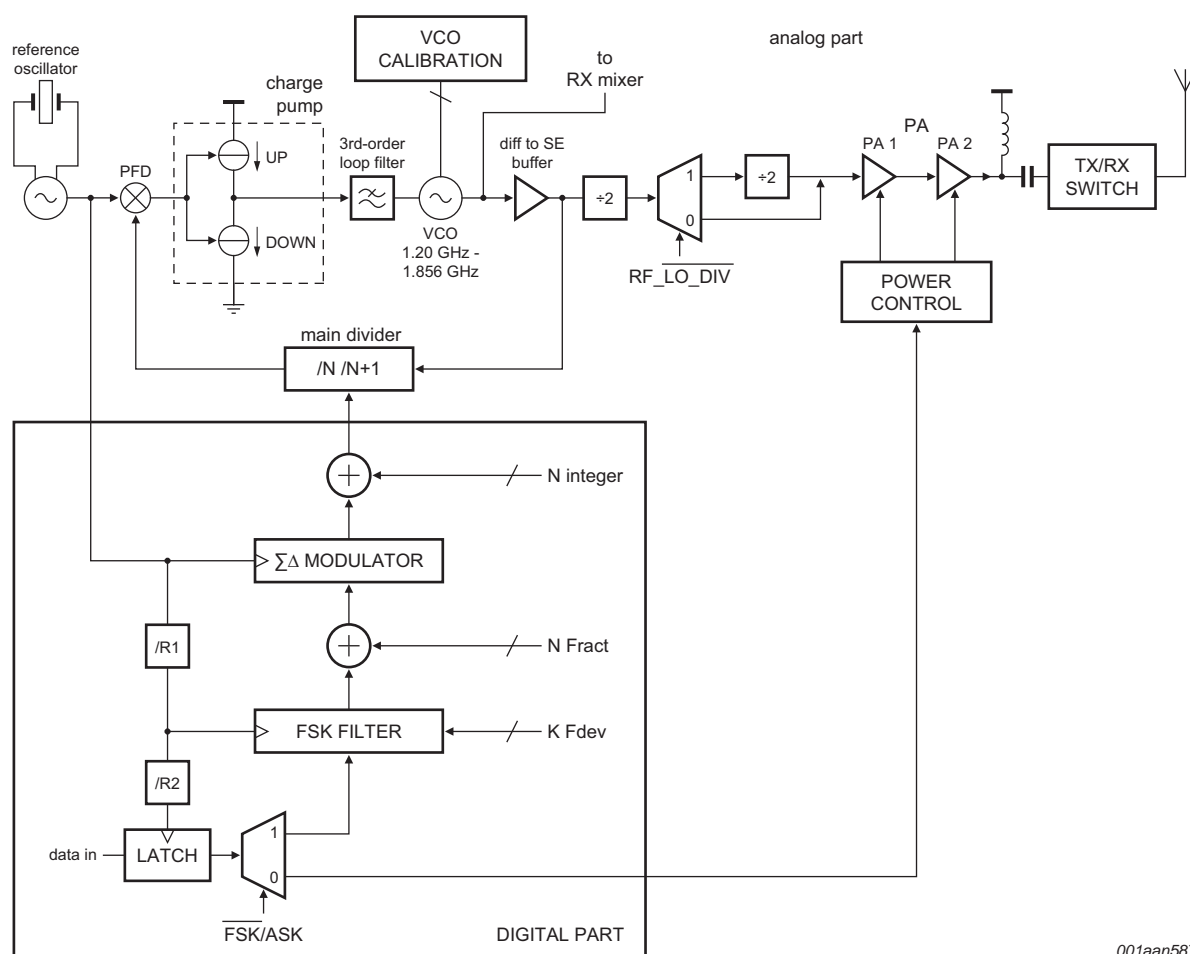 reference
oscillator
VCO
CALIBRATION
analog part
to
RX mixer
charge
pump
UP
DOWN
PFD
3rd-order
loop filter
VCO
1.20 GHz -
1.856 GHz
diff to SE
buffer
÷2
1
0
RF_LO_DIV
÷2
PA
PA 1
PA 2
TX/RX
SWITCH
POWER
CONTROL
main divider
/N /N+1
N integer
∑∆ MODULATOR
/R1
N Fract
FSK FILTER
K Fdev
/R2
data in
LATCH
1
0
FSK/ASK
DIGITAL PART